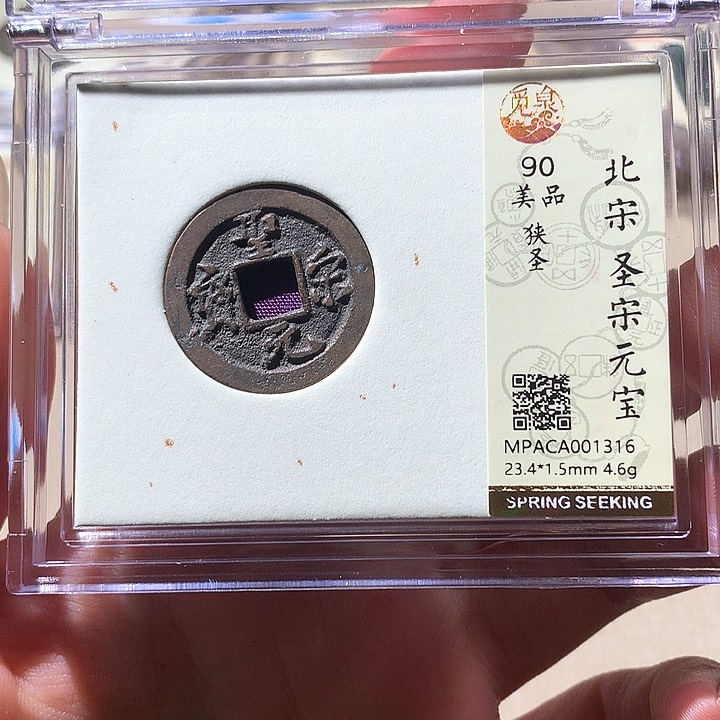 聖
宋
元
寳
觅泉
90
美品
狭圣
北宋 圣宋元宝
MPACA001316
23.4*1.5mm 4.6g
SPRING SEEKING